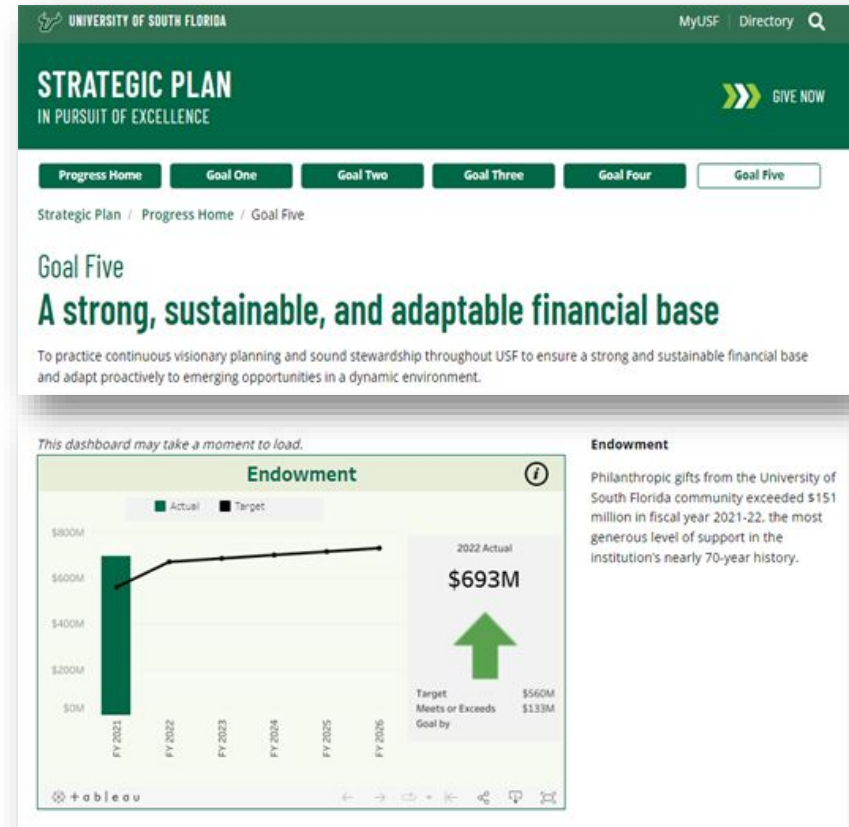 UNIVERSITY OF SOUTH FLORIDA
MyUSF | Directory
STRATEGIC PLAN
IN PURSUIT OF EXCELLENCE
GIVE NOW
Progress Home Goal One Goal Two Goal Three Goal Four Goal Five
Strategic Plan / Progress Home / Goal Five
Goal Five
A strong, sustainable, and adaptable financial base
To practice continuous visionary planning and sound stewardship throughout USF to ensure a strong and sustainable financial base
and adapt proactively to emerging opportunities in a dynamic environment.
This dashboard may take a moment to load.
Endowment
i
Actual Target
$800M
$600M
$400M
$200M
$0M
FY 2021
FY 2022
FY 2023
FY 2024
FY 2025
FY 2026
2022 Actual
$693M
Target $560M
Meets or Exceeds $133M
Goal by
+ableau
Endowment
Philanthropic gifts from the University of
South Florida community exceeded $151
million in fiscal year 2021-22, the most
generous level of support in the
institution's nearly 70-year history.